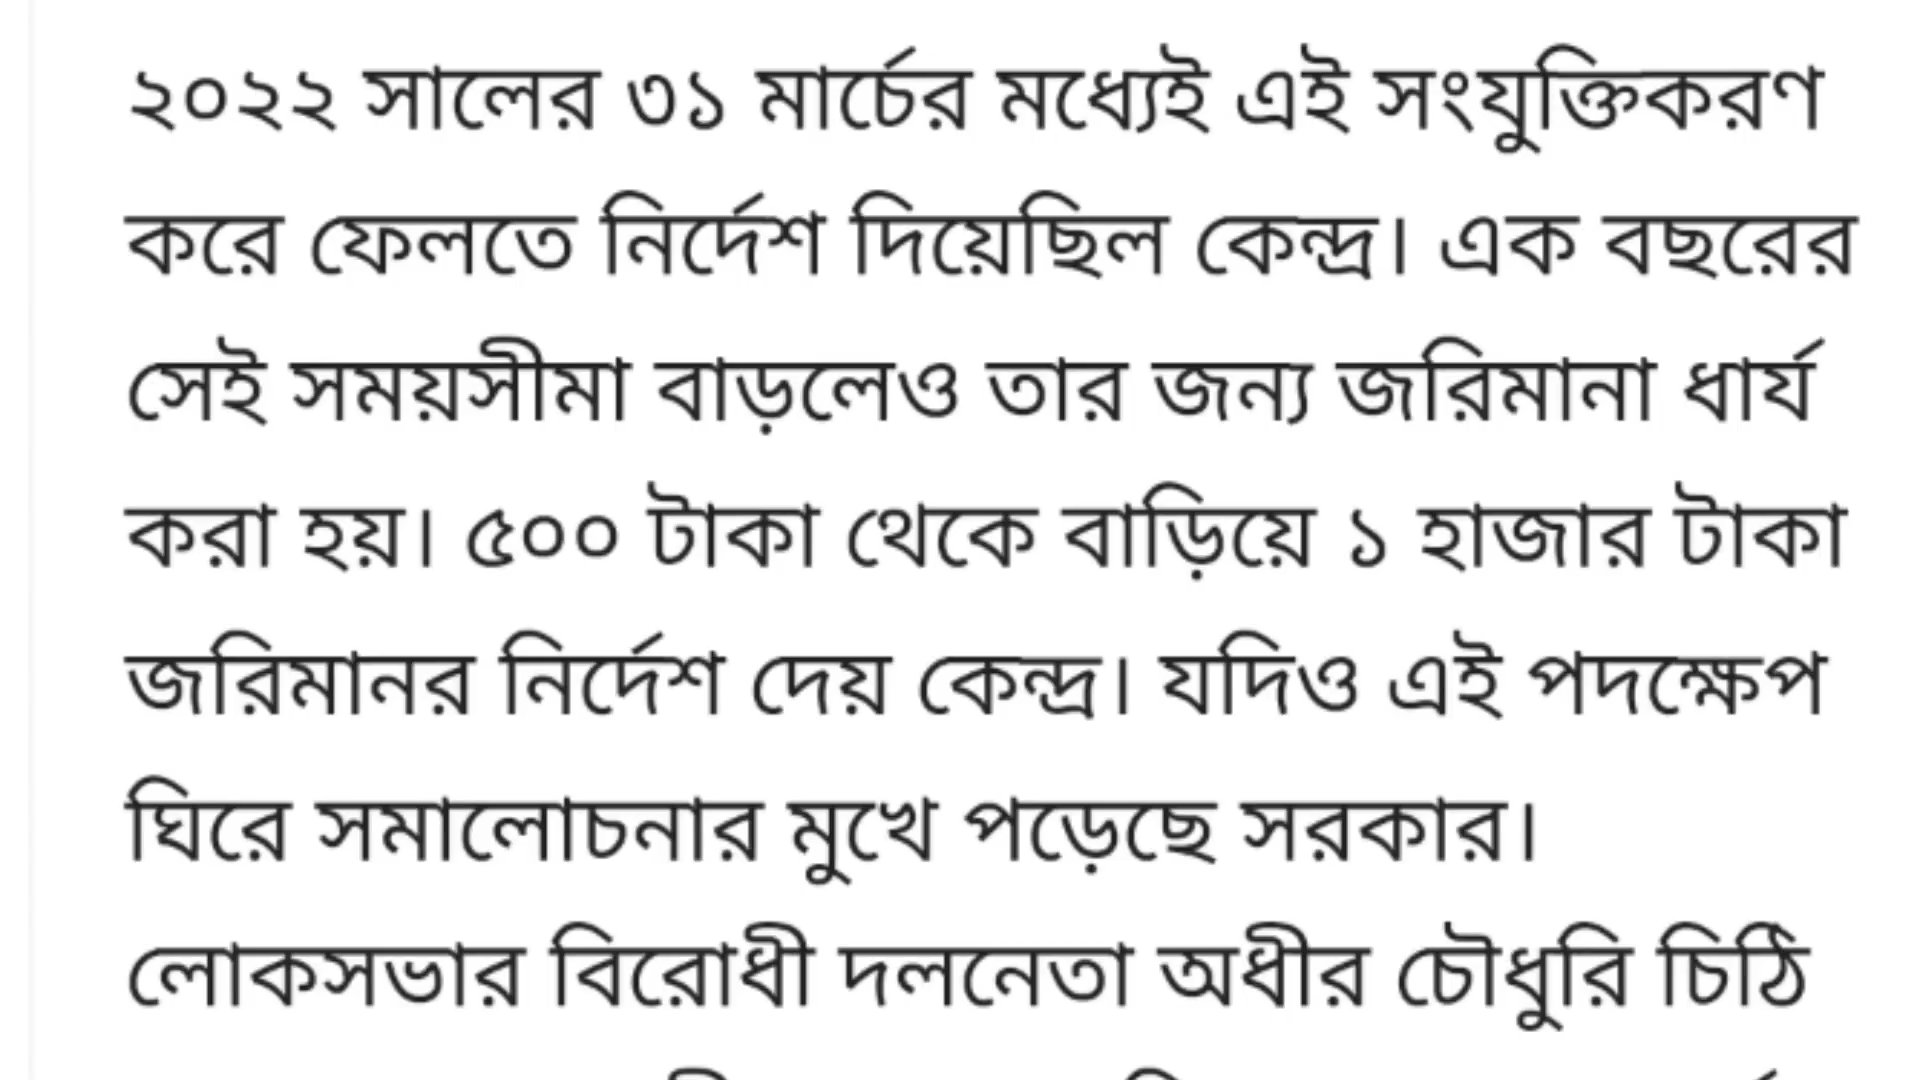 ২০২২ সালের ৩১ মার্চের মধ্যেই এই সংযুক্তিকরণ
করে ফেলতে নির্দেশ দিয়েছিল কেন্দ্র। এক বছরের
সেই সময়সীমা বাড়লেও তার জন্য জরিমানা ধার্য
করা হয়। ৫০০ টাকা থেকে বাড়িয়ে ১ হাজার টাকা
জরিমানর নির্দেশ দেয় কেন্দ্র। যদিও এই পদক্ষেপ
ঘিরে সমালোচনার মুখে পড়েছে সরকার।
লোকসভার বিরোধী দলনেতা অধীর চৌধুরি চিঠি